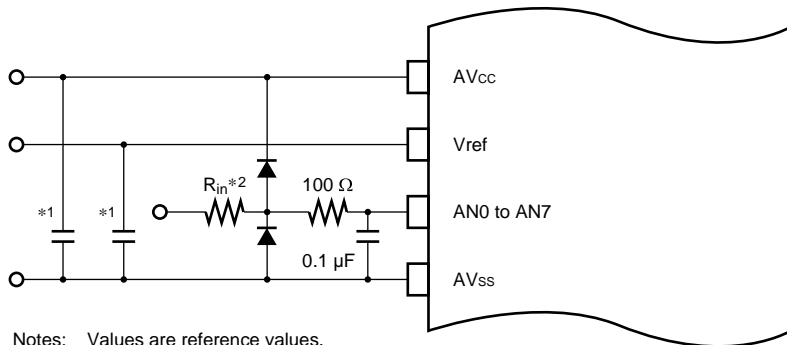 AVcc
Vref
Rin*2
100 Ω
*1
*1
AN0 to AN7
0.1 µF
AVss
Notes: Values are reference values.